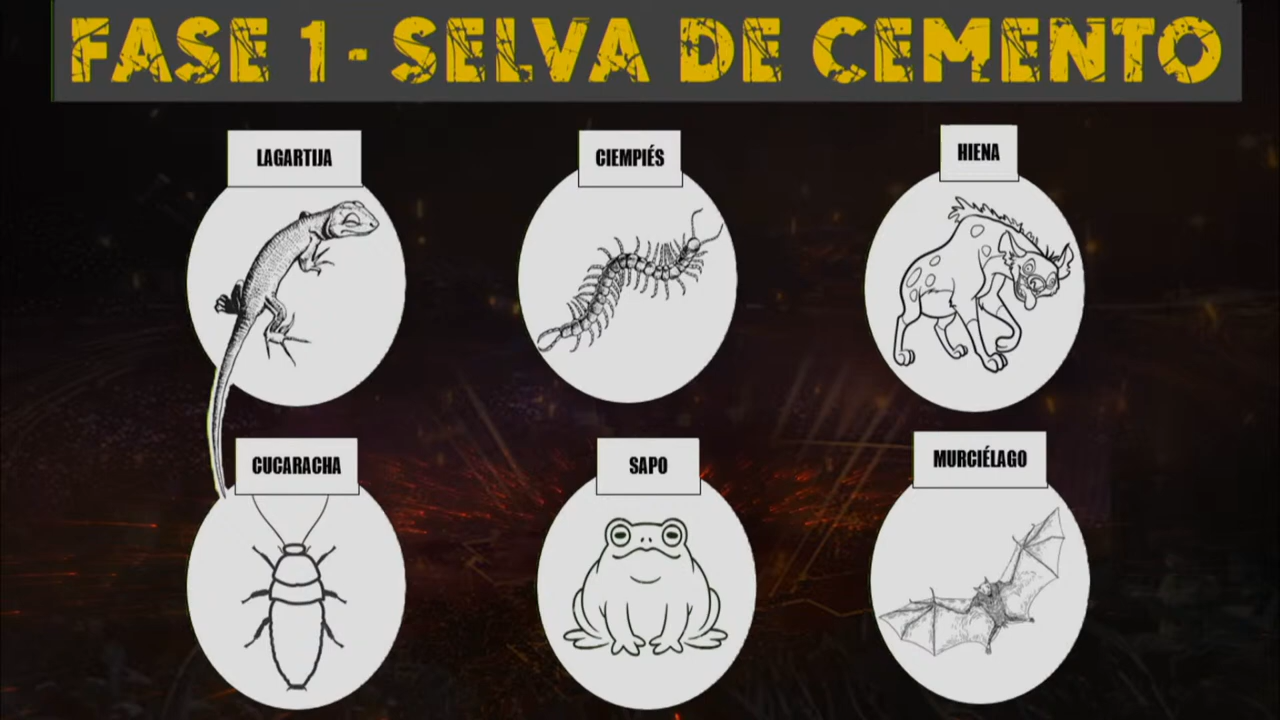 FASE 1 - SELVA DE CEMENTO
LAGARTIJA
CIEMPIÉS
HIENA
CUCARACHA
SAPO
MURCIÉLAGO